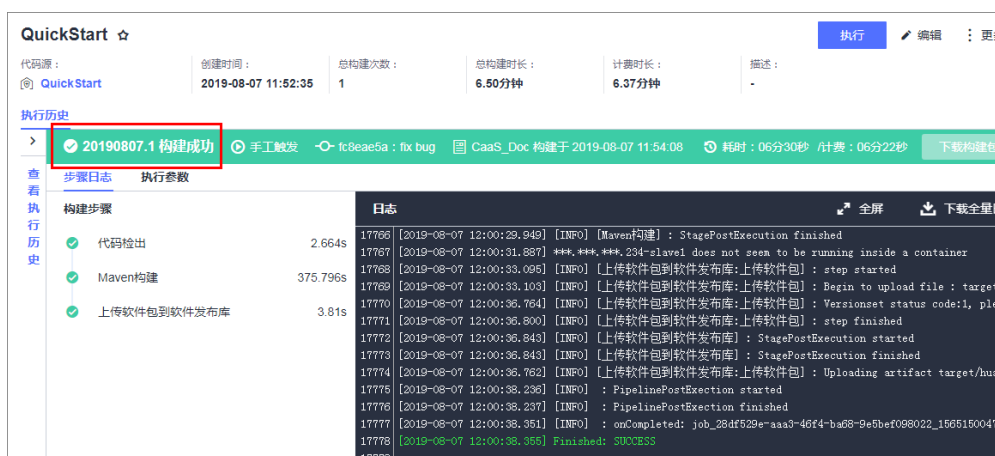 QuickStart
执行 编辑 更
代码源： 创建时间： 总构建次数： 总构建时长： 计费时长： 描述：
QuickStart 2019-08-07 11:52:35 1 6.50分钟 6.37分钟 -
执行历史
20190807.1 构建成功 手工触发 fc8eae5a : fix bug CaaS_Doc 构建于 2019-08-07 11:54:08 耗时：06分30秒 /计费：06分22秒 下载构建包
查看执行历史
步骤日志 执行参数
构建步骤
代码检出 2.664s
Maven构建 375.796s
上传软件包到软件发布库 3.81s
日志 全屏 下载全量
17766 [2019-08-07 12:00:29.949] [INFO] [Maven构建] : StagePostExecution finished
17767 [2019-08-07 12:00:31.887] ***.***.***.234-slave1 does not seem to be running inside a container
17768 [2019-08-07 12:00:33.095] [INFO] [上传软件包到软件发布库:上传软件包] : step started
17769 [2019-08-07 12:00:33.103] [INFO] [上传软件包到软件发布库:上传软件包] : Begin to upload file : target
17770 [2019-08-07 12:00:36.764] [INFO] [上传软件包到软件发布库:上传软件包] : Versionset status code:1, ple
17771 [2019-08-07 12:00:36.800] [INFO] [上传软件包到软件发布库:上传软件包] : step finished
17772 [2019-08-07 12:00:36.843] [INFO] [上传软件包到软件发布库] : StagePostExecution started
17773 [2019-08-07 12:00:36.843] [INFO] [上传软件包到软件发布库] : StagePostExecution finished
17774 [2019-08-07 12:00:36.762] [INFO] [上传软件包到软件发布库:上传软件包] : Uploading artifact target/hu
17775 [2019-08-07 12:00:38.236] [INFO] : PipelinePostExection started
17776 [2019-08-07 12:00:38.237] [INFO] : PipelinePostExection finished
17777 [2019-08-07 12:00:38.351] [INFO] : onCompleted: job_28df529e-aaa3-46f4-ba68-9e5bef098022_156515004
17778 [2019-08-07 12:00:38.355] Finished: SUCCESS